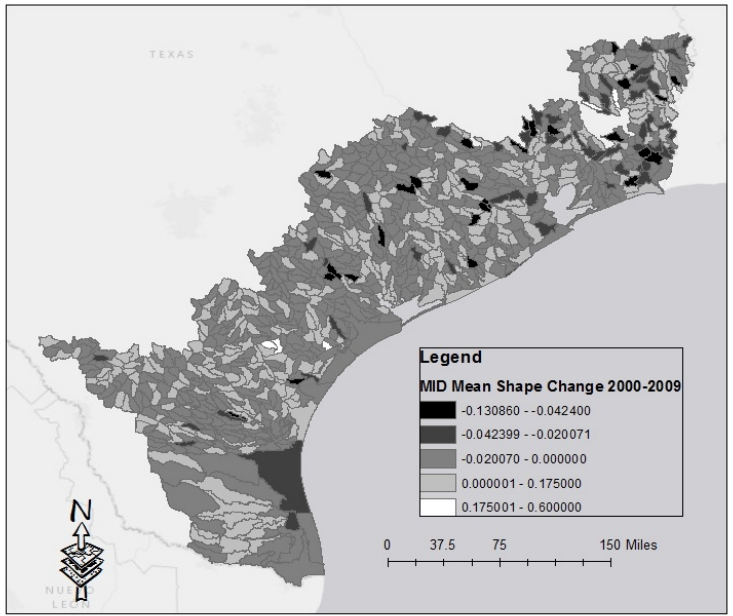 TEXAS
Legend
MID Mean Shape Change 2000-2009
-0.130860 - -0.042400
-0.042399 - -0.020071
-0.020070 - 0.000000
0.000001 - 0.175000
0.175001 - 0.600000
N
0 37.5 75 150 Miles
NUEVO
LEON